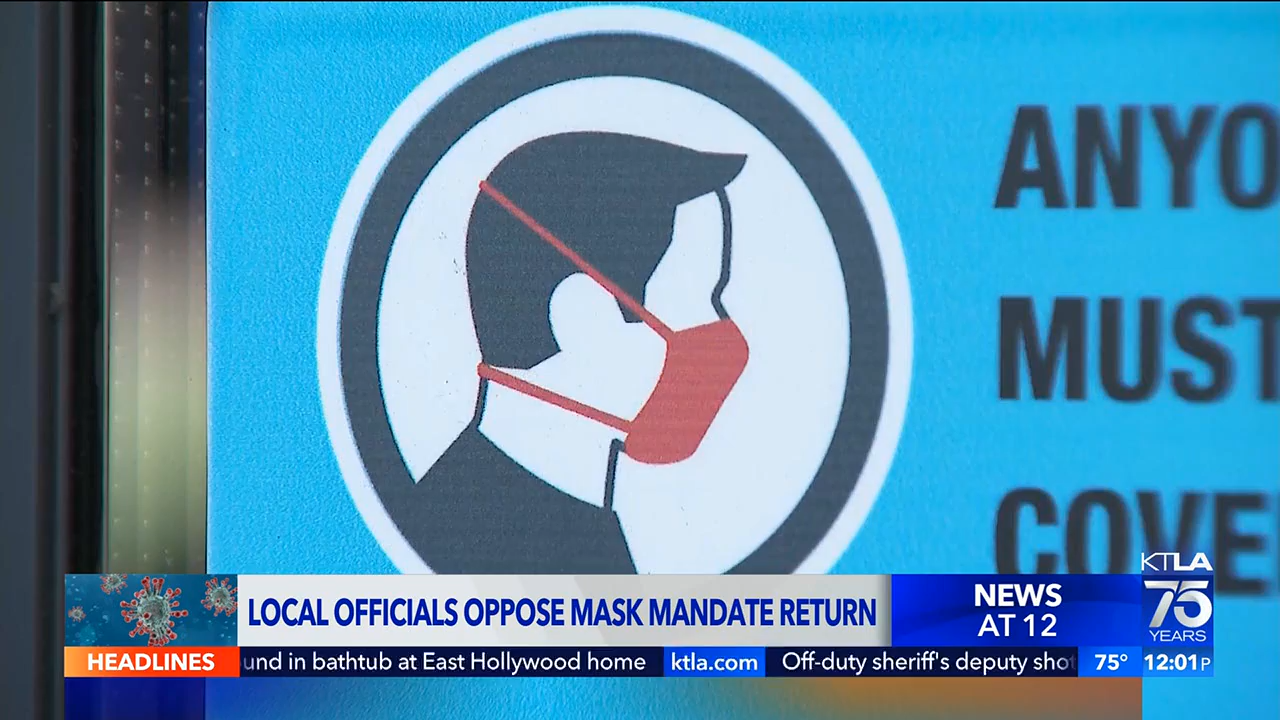 ANYO
MUST
COVE
KTLA
75
YEARS
LOCAL OFFICIALS OPPOSE MASK MANDATE RETURN
NEWS
AT 12
HEADLINES
und in bathtub at East Hollywood home
ktla.com
Off-duty sheriff's deputy shot
75°
12:01P